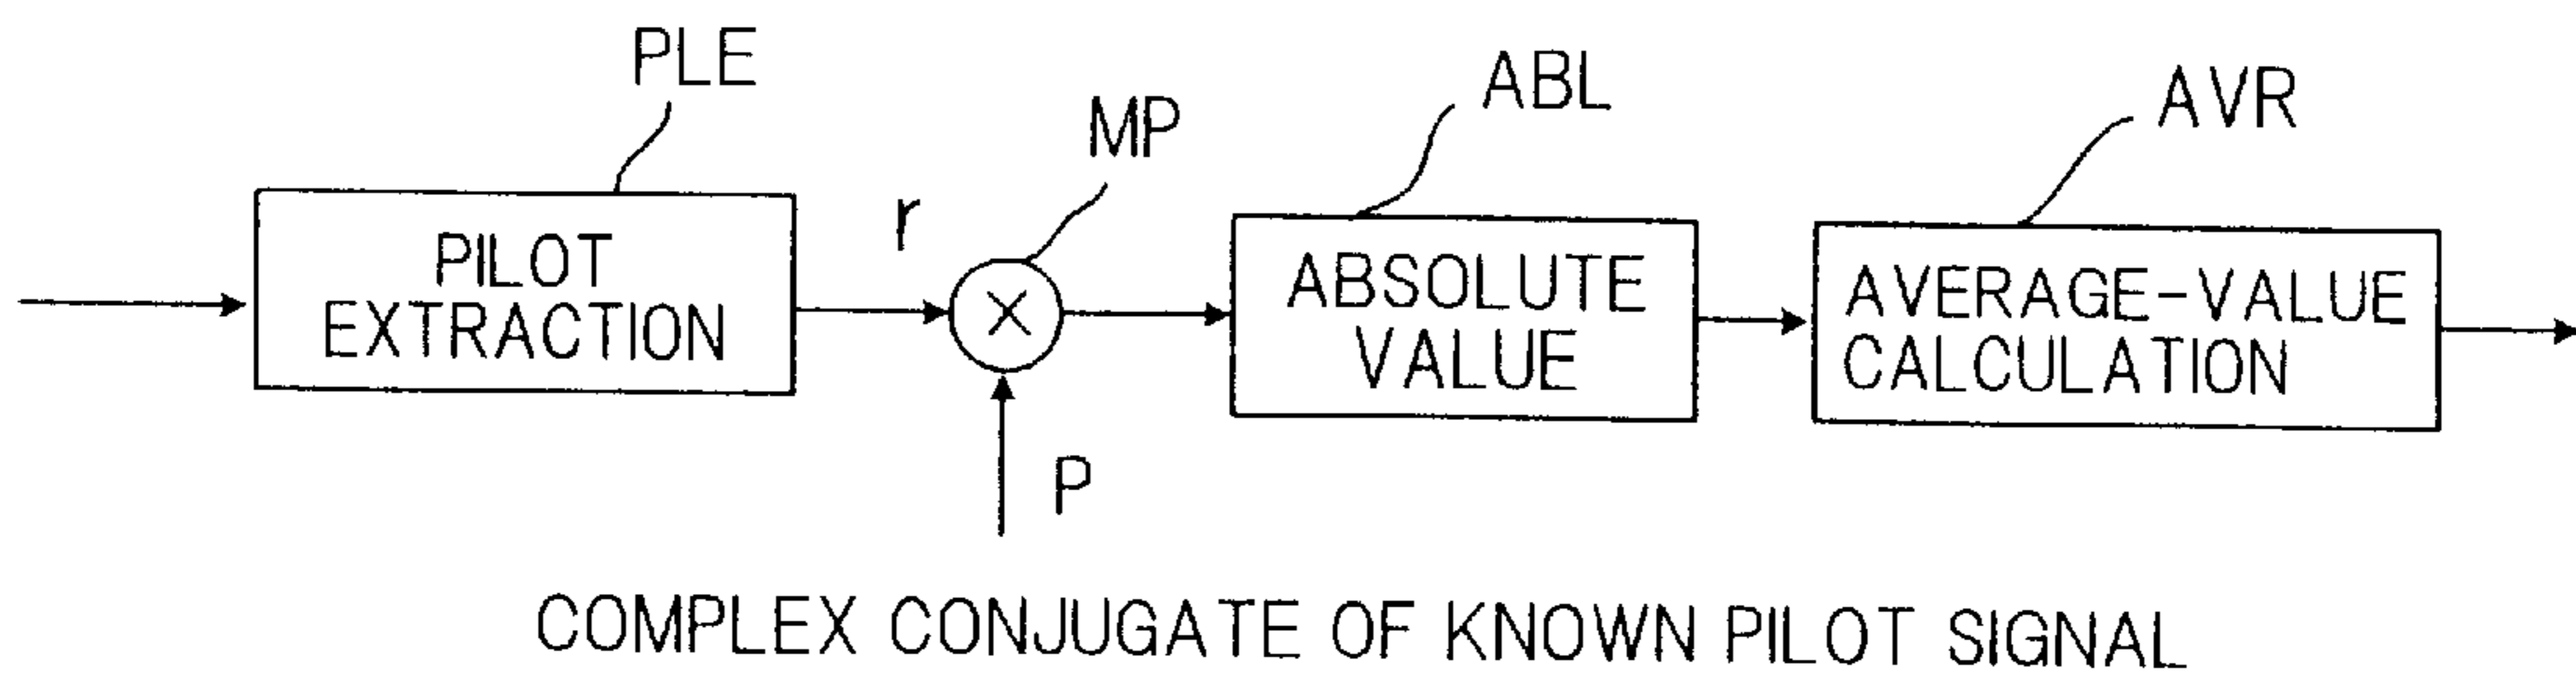 PLE
MP
ABL
AVR
PILOT
EXTRACTION
r
×
ABSOLUTE
VALUE
AVERAGE-VALUE
CALCULATION
P
COMPLEX CONJUGATE OF KNOWN PILOT SIGNAL